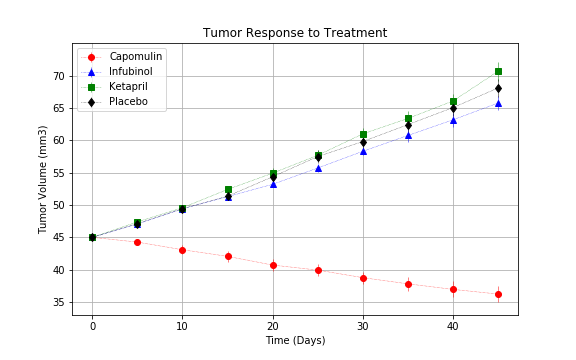 Tumor Response to Treatment
Capomulin
Infubinol
Ketapril
Placebo
Tumor Volume (mm3)
70
65
60
55
50
45
40
35
0
10
20
30
40
Time (Days)